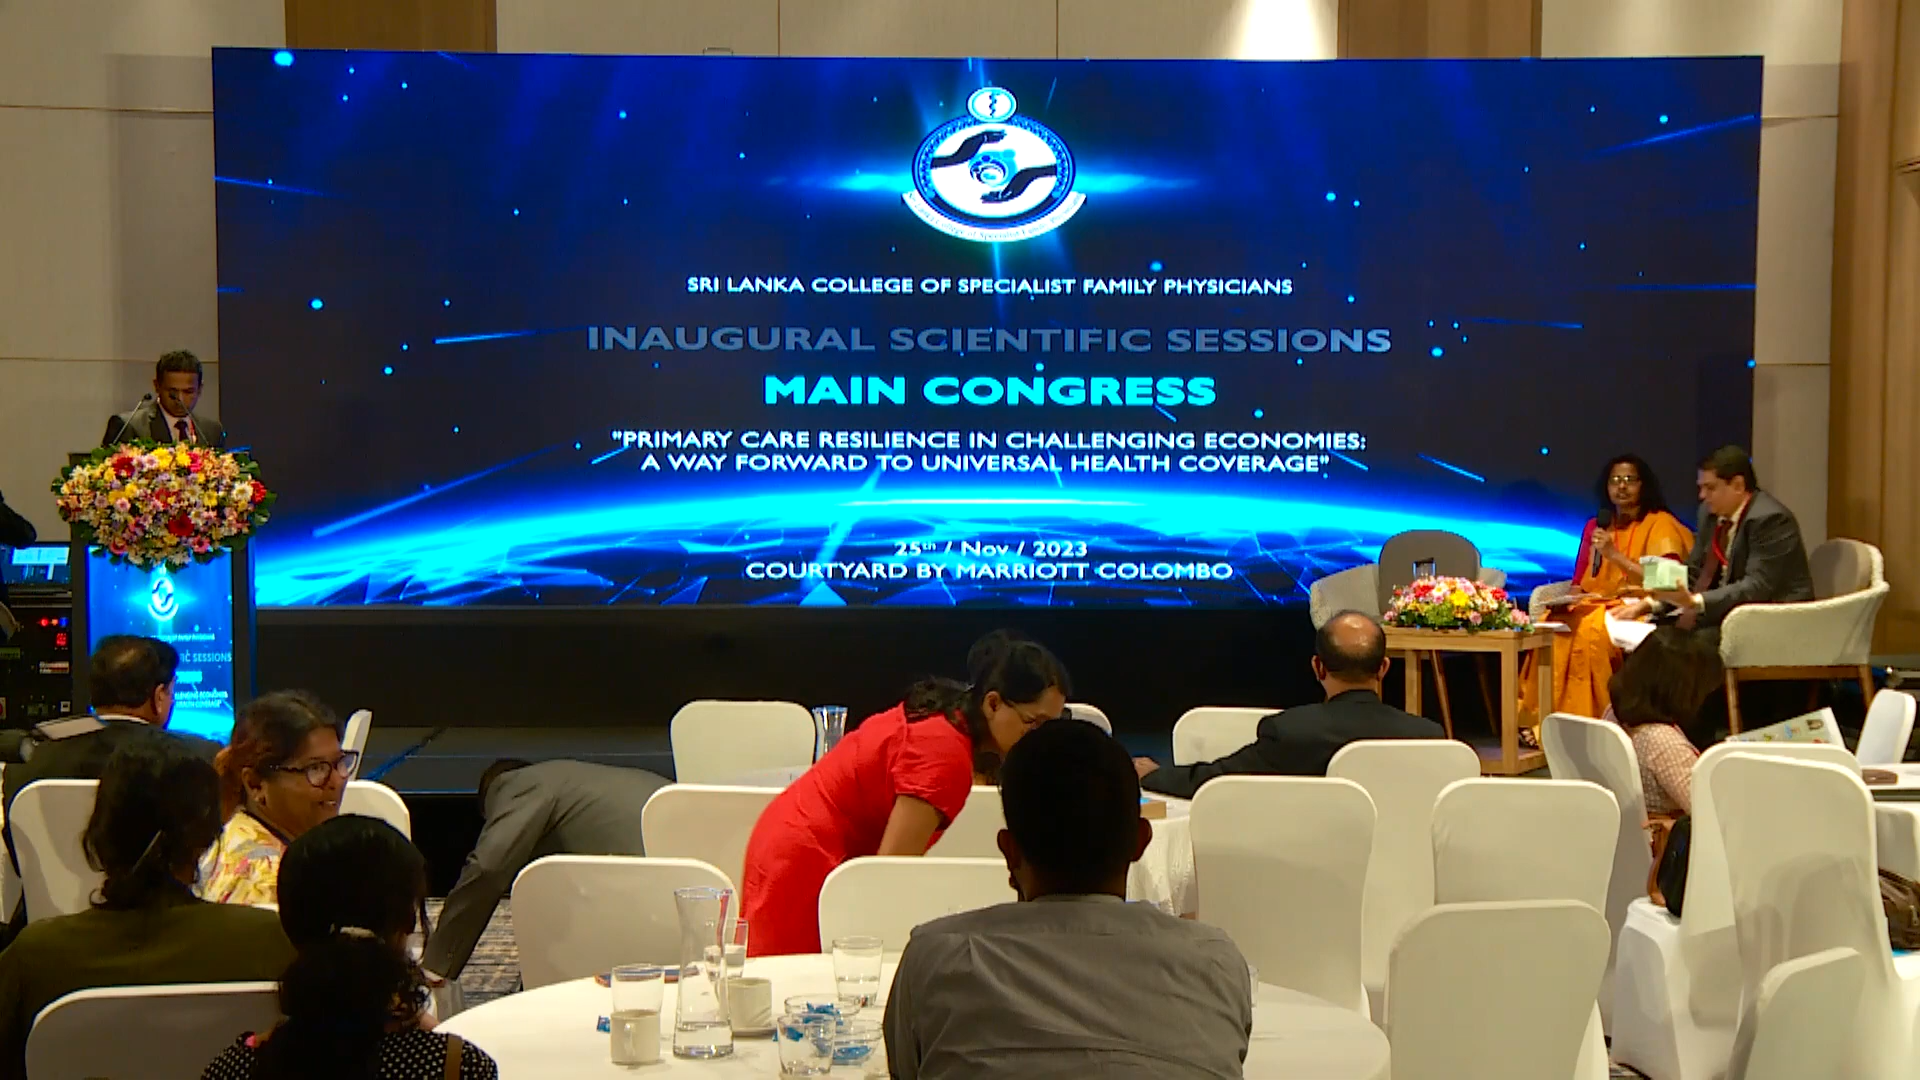 SRI LANKA COLLEGE OF SPECIALIST FAMILY PHYSICIANS
INAUGURAL SCIENTIFIC SESSIONS
MAIN CONGRESS
"PRIMARY CARE RESILIENCE IN CHALLENGING ECONOMIES:
A WAY FORWARD TO UNIVERSAL HEALTH COVERAGE"
25th / Nov / 2023
COURTYARD BY MARRIOTT COLOMBO
SESSIONS